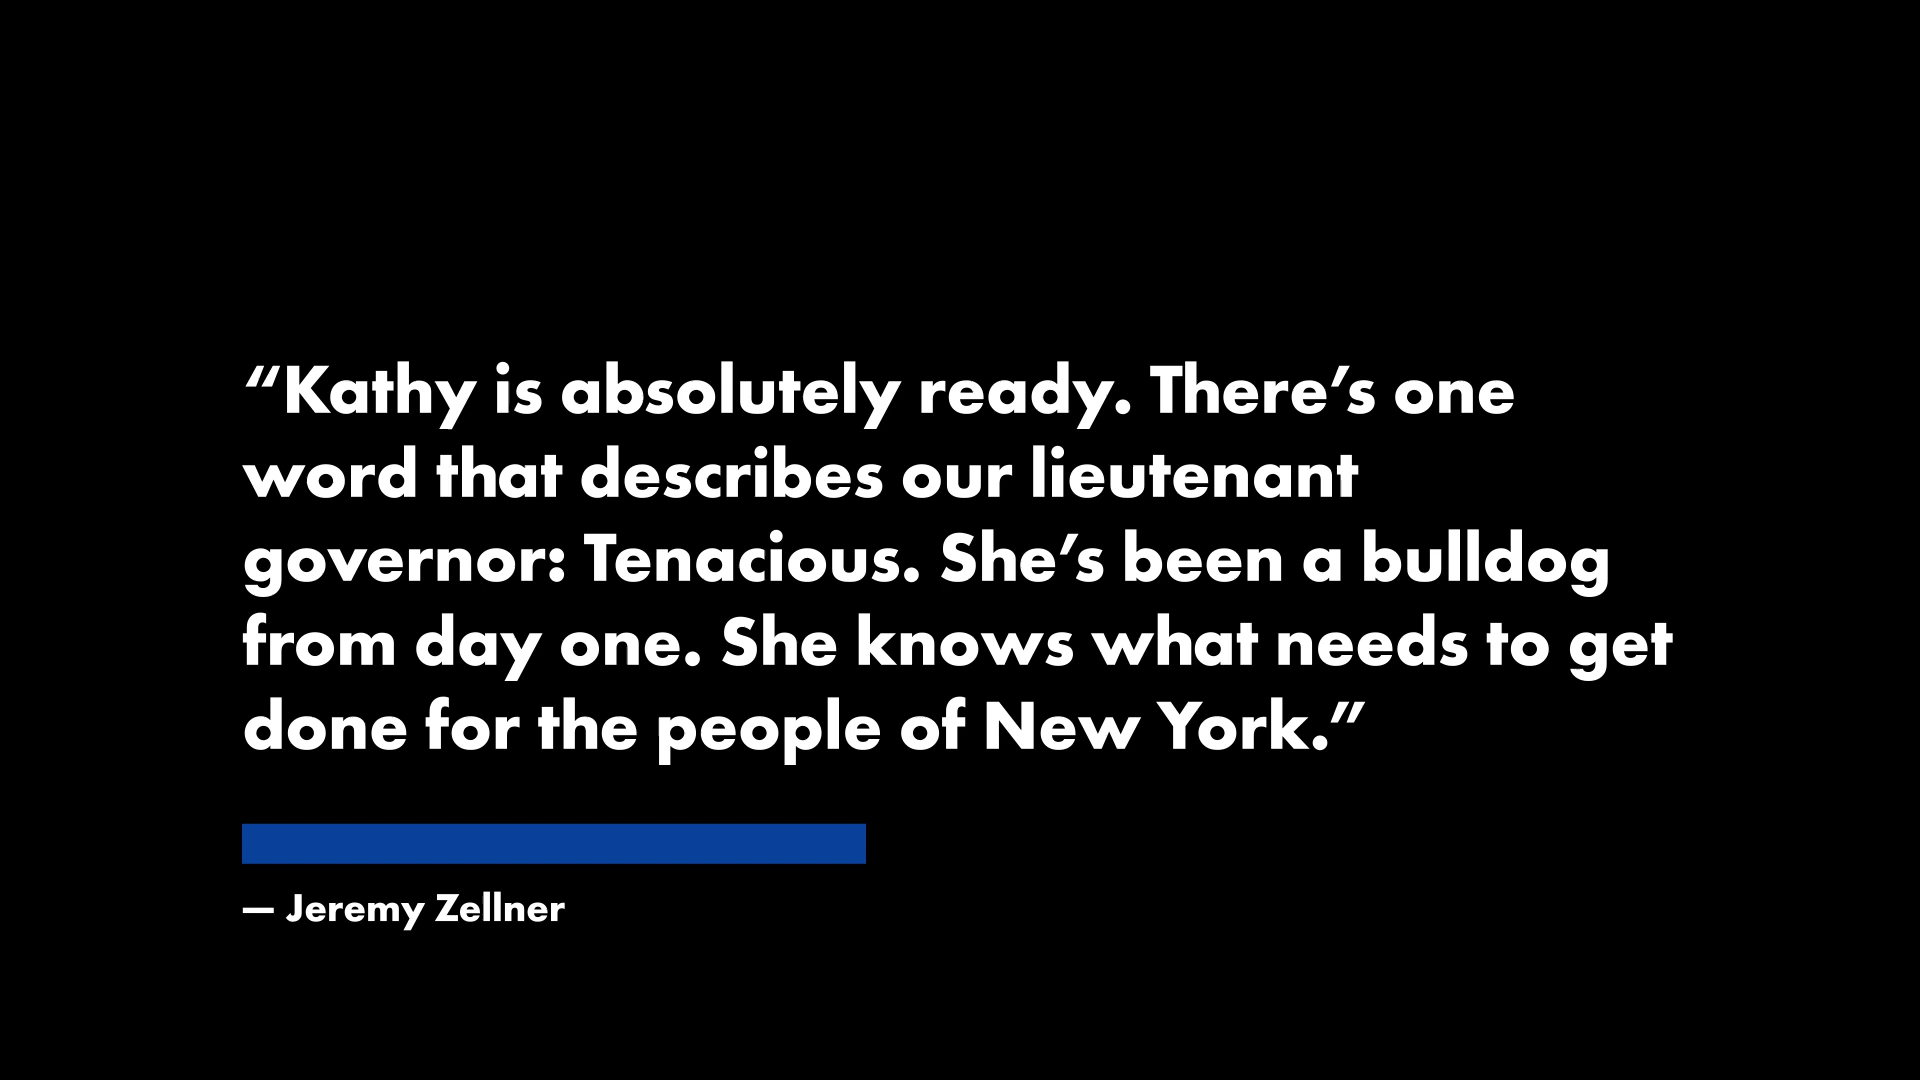 “Kathy is absolutely ready. There’s one
word that describes our lieutenant
governor: Tenacious. She’s been a bulldog
from day one. She knows what needs to get
done for the people of New York.”
— Jeremy Zellner